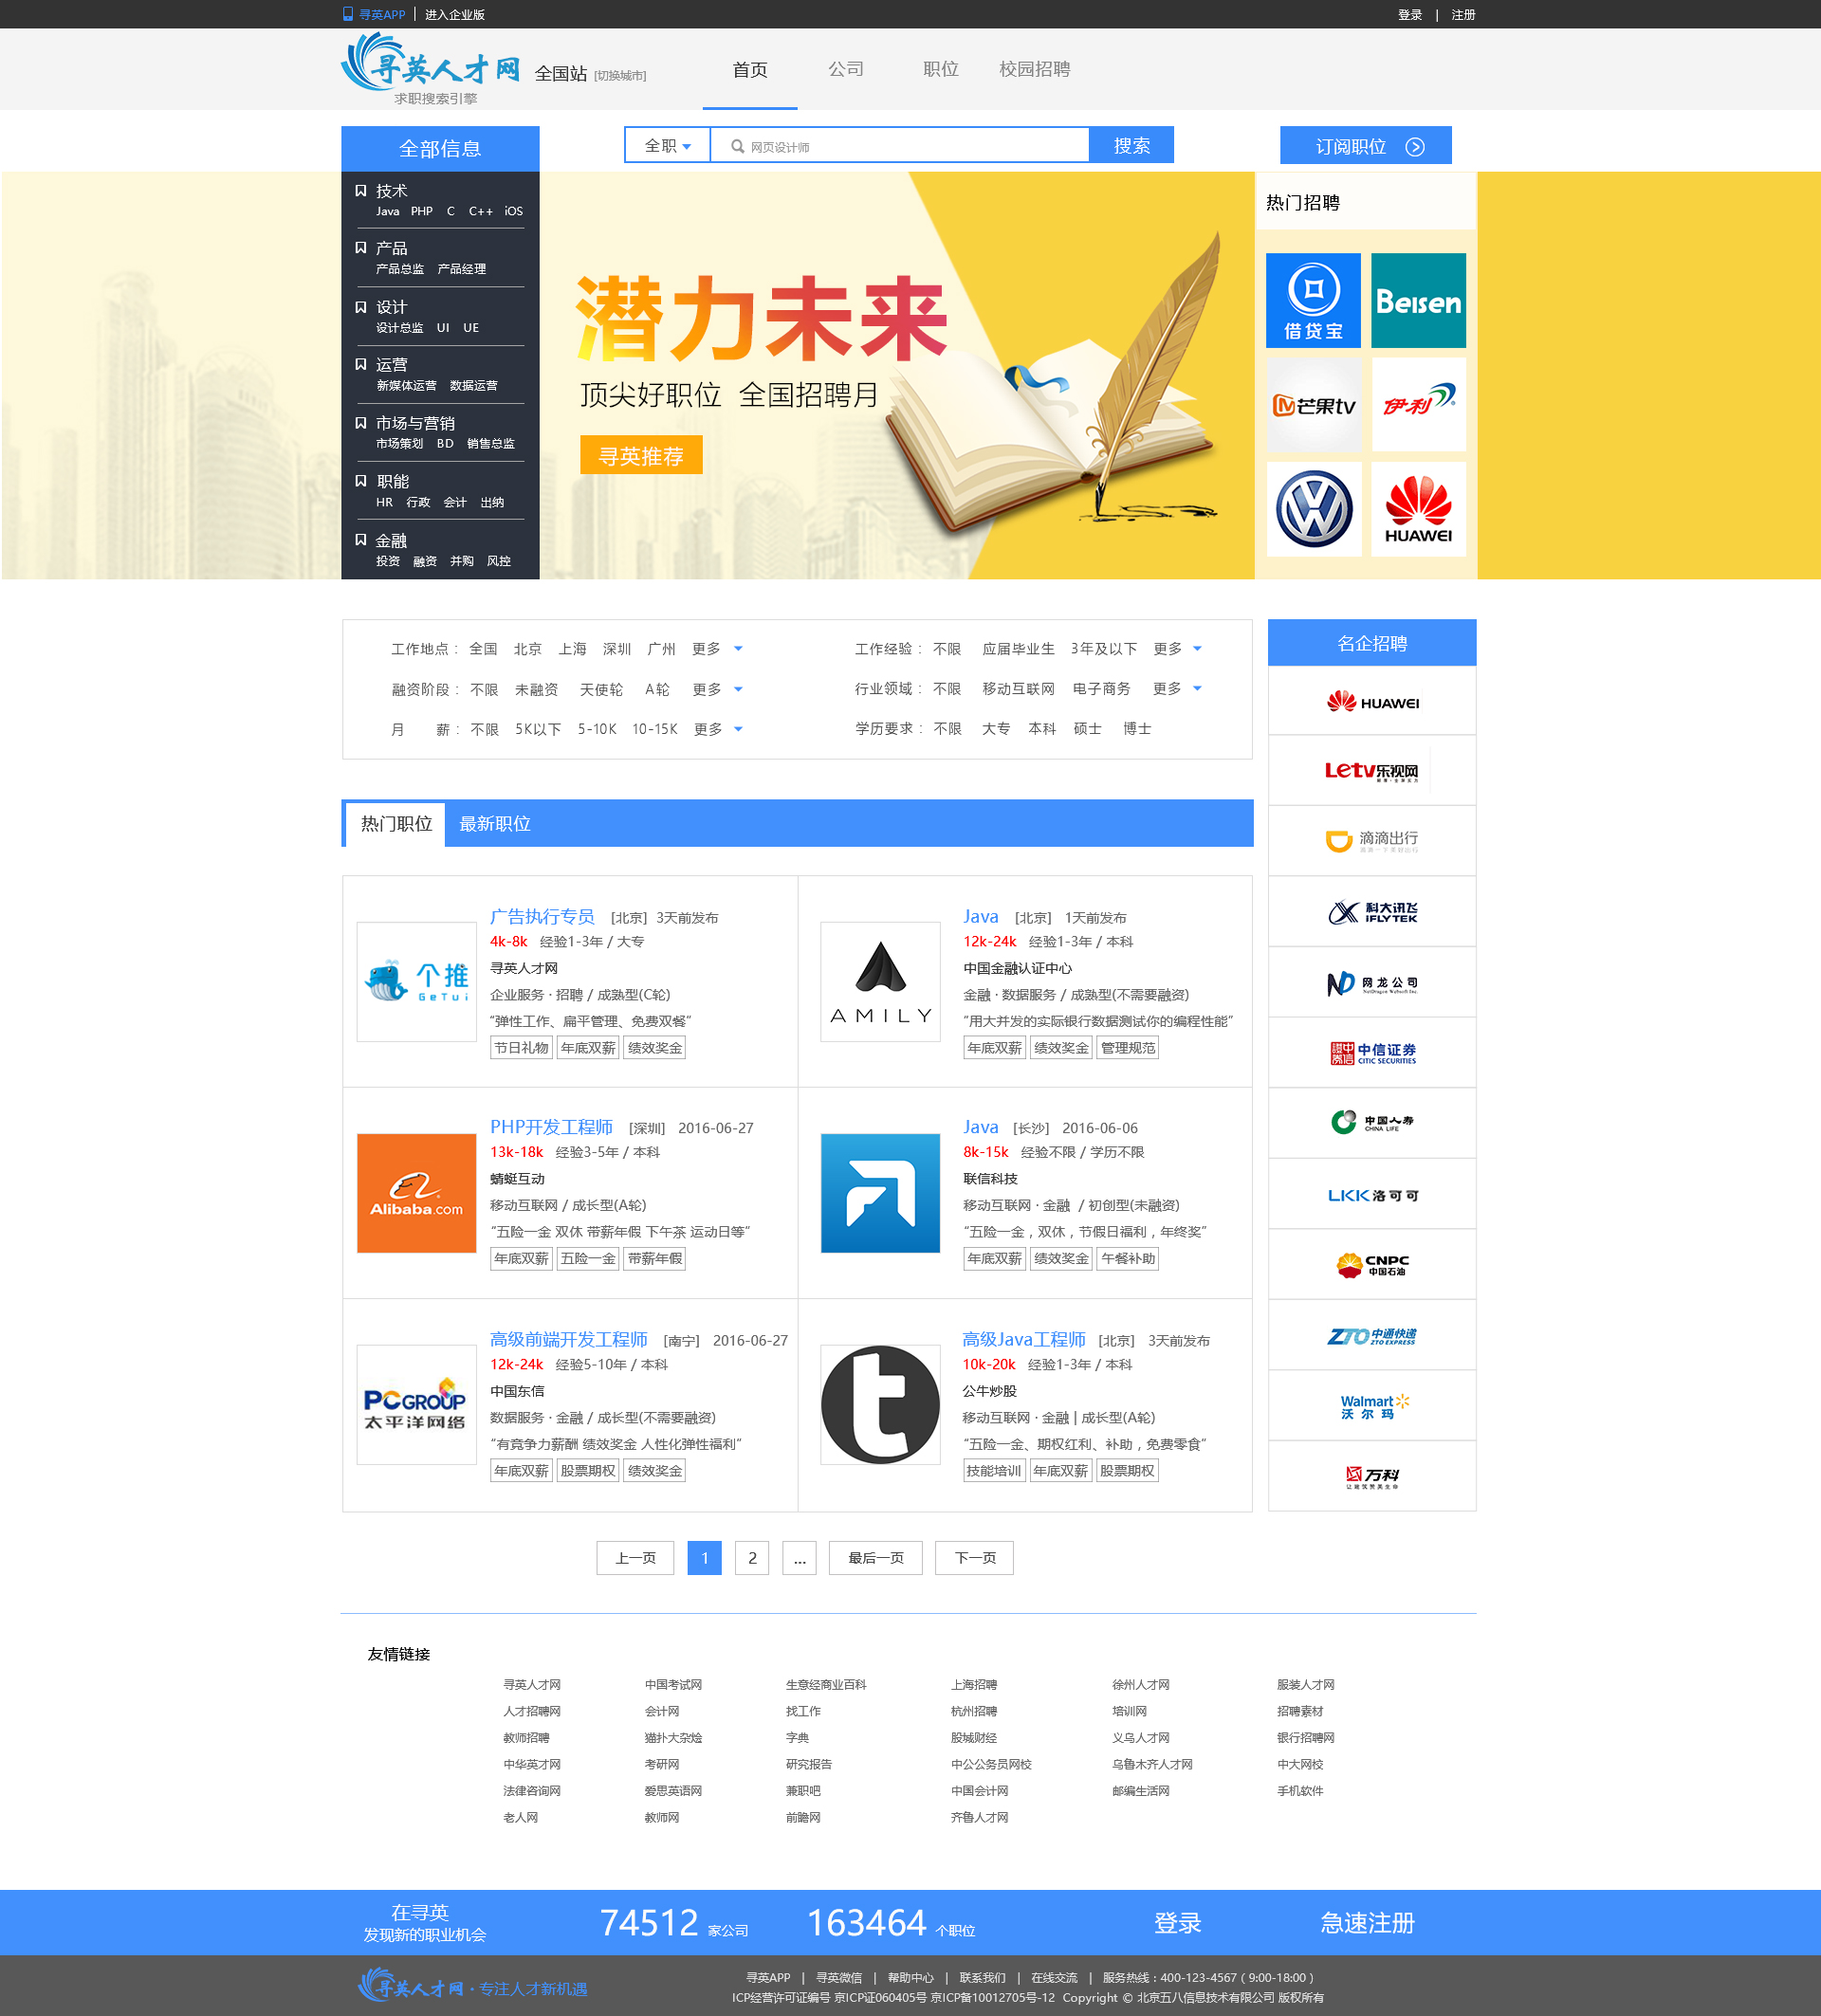 寻英APP | 进入企业版 登录 | 注册
寻英人才网 全国站 [切换城市] 首页 公司 职位 校园招聘
求职搜索引擎
全部信息 全职 网页设计师 搜索 订阅职位
技术
Java PHP C C++ iOS
产品
产品总监 产品经理
设计
设计总监 UI UE
运营
新媒体运营 数据运营
市场与营销
市场策划 BD 销售总监
职能
HR 行政 会计 出纳
金融
投资 融资 并购 风控
潜力未来
顶尖好职位 全国招聘月
寻英推荐
热门招聘
借贷宝 Beisen
芒果tv 伊利
VW HUAWEI
工作地点： 全国 北京 上海 深圳 广州 更多
融资阶段： 不限 未融资 天使轮 A轮 更多
月 薪： 不限 5K以下 5-10K 10-15K 更多
工作经验： 不限 应届毕业生 3年及以下 更多
行业领域： 不限 移动互联网 电子商务 更多
学历要求： 不限 大专 本科 硕士 博士
名企招聘
HUAWEI
Letv乐视网
滴滴出行
滴滴一下 美好出行
科大讯飞
IFLYTEK
网龙公司
NetDragon Websoft Inc.
中信证券
CITIC SECURITIES
中国人寿
CHINA LIFE
LKK 洛可可
CNPC
中国石油
ZTO 中通快递
ZTO EXPRESS
Walmart
沃尔玛
万科
让建筑赞美生命
热门职位 最新职位
个推
GeTui
广告执行专员 [北京] 3天前发布
4k-8k 经验1-3年 / 大专
寻英人才网
企业服务 · 招聘 / 成熟型(C轮)
“弹性工作、扁平管理、免费双餐”
节日礼物 年底双薪 绩效奖金
AMILY
Java [北京] 1天前发布
12k-24k 经验1-3年 / 本科
中国金融认证中心
金融 · 数据服务 / 成熟型(不需要融资)
“用大并发的实际银行数据测试你的编程性能”
年底双薪 绩效奖金 管理规范
Alibaba.com
PHP开发工程师 [深圳] 2016-06-27
13k-18k 经验3-5年 / 本科
蜻蜓互动
移动互联网 / 成长型(A轮)
“五险一金 双休 带薪年假 下午茶 运动日等”
年底双薪 五险一金 带薪年假
Java [长沙] 2016-06-06
8k-15k 经验不限 / 学历不限
联信科技
移动互联网 · 金融 / 初创型(未融资)
“五险一金，双休，节假日福利，年终奖”
年底双薪 绩效奖金 午餐补助
PCGROUP
太平洋网络
高级前端开发工程师 [南宁] 2016-06-27
12k-24k 经验5-10年 / 本科
中国东信
数据服务 · 金融 / 成长型(不需要融资)
“有竞争力薪酬 绩效奖金 人性化弹性福利”
年底双薪 股票期权 绩效奖金
t
高级Java工程师 [北京] 3天前发布
10k-20k 经验1-3年 / 本科
公牛炒股
移动互联网 · 金融 | 成长型(A轮)
“五险一金、期权红利、补助，免费零食”
技能培训 年底双薪 股票期权
上一页 1 2 ... 最后一页 下一页
友情链接
寻英人才网 中国考试网 生意经商业百科 上海招聘 徐州人才网 服装人才网
人才招聘网 会计网 找工作 杭州招聘 培训网 招聘素材
教师招聘 猫扑大杂烩 字典 股城财经 义乌人才网 银行招聘网
中华英才网 考研网 研究报告 中公公务员网校 乌鲁木齐人才网 中大网校
法律咨询网 爱思英语网 兼职吧 中国会计网 邮编生活网 手机软件
老人网 教师网 前瞻网 齐鲁人才网
在寻英
发现新的职业机会
74512 家公司 163464 个职位 登录 急速注册
寻英人才网 · 专注人才新机遇
寻英APP | 寻英微信 | 帮助中心 | 联系我们 | 在线交流 | 服务热线：400-123-4567（9:00-18:00）
ICP经营许可证编号 京ICP证060405号 京ICP备10012705号-12 Copyright © 北京五八信息技术有限公司 版权所有